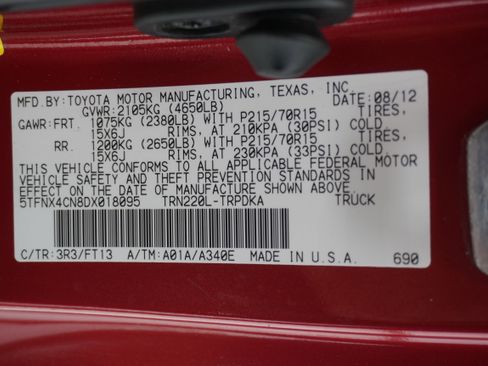 MFD.BY:TOYOTA MOTOR MANUFACTURING, TEXAS, INC.
GVWR:2105KG (4650LB) DATE:08/12
GAWR:FRT. 1075KG (2380LB) WITH P215/70R15 TIRES,
15X6J RIMS, AT 210KPA (30PSI) COLD.
RR. 1200KG (2650LB) WITH P215/70R15 TIRES,
15X6J RIMS, AT 230KPA (33PSI) COLD.
THIS VEHICLE CONFORMS TO ALL APPLICABLE FEDERAL MOTOR
VEHICLE SAFETY, BUMPER, AND THEFT PREVENTION STANDARDS
IN EFFECT ON THE DATE OF MANUFACTURE SHOWN ABOVE.
5TFNX4CN8DX018095 TRN220L-TRPDKA TRUCK
C/TR:3R3/FT13 A/TM:A01A/A340E MADE IN U.S.A. 690